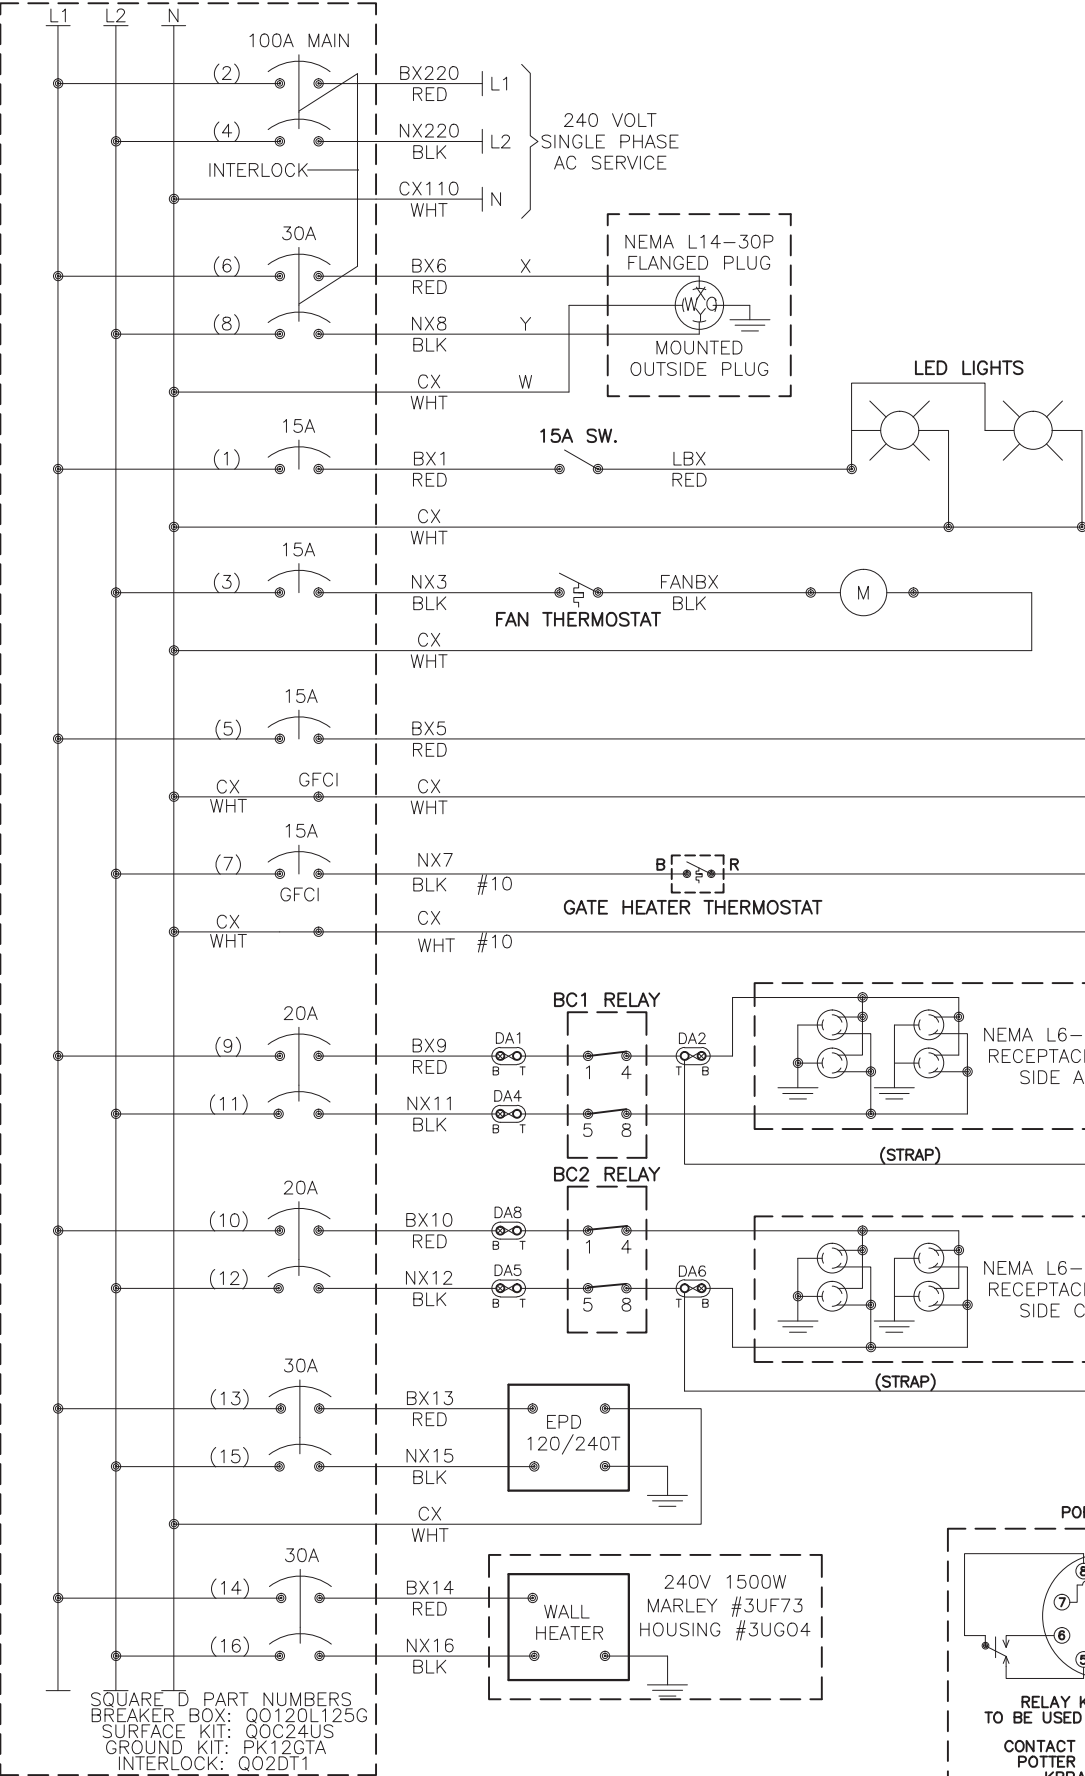 L1 L2 N
100A MAIN
(2) BX220 L1
RED
(4) NX220 L2
BLK
240 VOLT
SINGLE PHASE
AC SERVICE
INTERLOCK
CX110 N
WHT
30A
(6) BX6 X
RED
(8) NX8 Y
BLK
CX W
WHT
NEMA L14-30P
FLANGED PLUG
W G
MOUNTED
OUTSIDE PLUG
LED LIGHTS
15A
15A SW.
(1) BX1 LBX
RED RED
CX
WHT
15A
(3) NX3 FANBX M
BLK BLK
FAN THERMOSTAT
CX
WHT
15A
(5) BX5
RED
CX GFCI CX
WHT WHT
15A
(7) NX7 B R
GFCI BLK #10
GATE HEATER THERMOSTAT
CX CX
WHT WHT #10
BC1 RELAY
20A
(9) BX9 DA1 DA2
RED B T 1 4 T B
(11) NX11 DA4
BLK B T 5 8
NEMA L6-
RECEPTAC
SIDE A
(STRAP)
BC2 RELAY
20A
(10) BX10 DA8
RED B T 1 4
(12) NX12 DA5 DA6
BLK B T 5 8 T B
NEMA L6-
RECEPTAC
SIDE C
(STRAP)
30A
(13) BX13
RED
EPD
120/240T
(15) NX15
BLK
CX
WHT
30A
(14) BX14
RED
(16) NX16
BLK
WALL
HEATER
240V 1500W
MARLEY #3UF73
HOUSING #3UG04
SQUARE D PART NUMBERS
BREAKER BOX: QO120L125G
SURFACE KIT: QOC24US
GROUND KIT: PK12GTA
INTERLOCK: QO2DT1
8
7
6
5
RELAY K
TO BE USED
CONTACT
POTTER